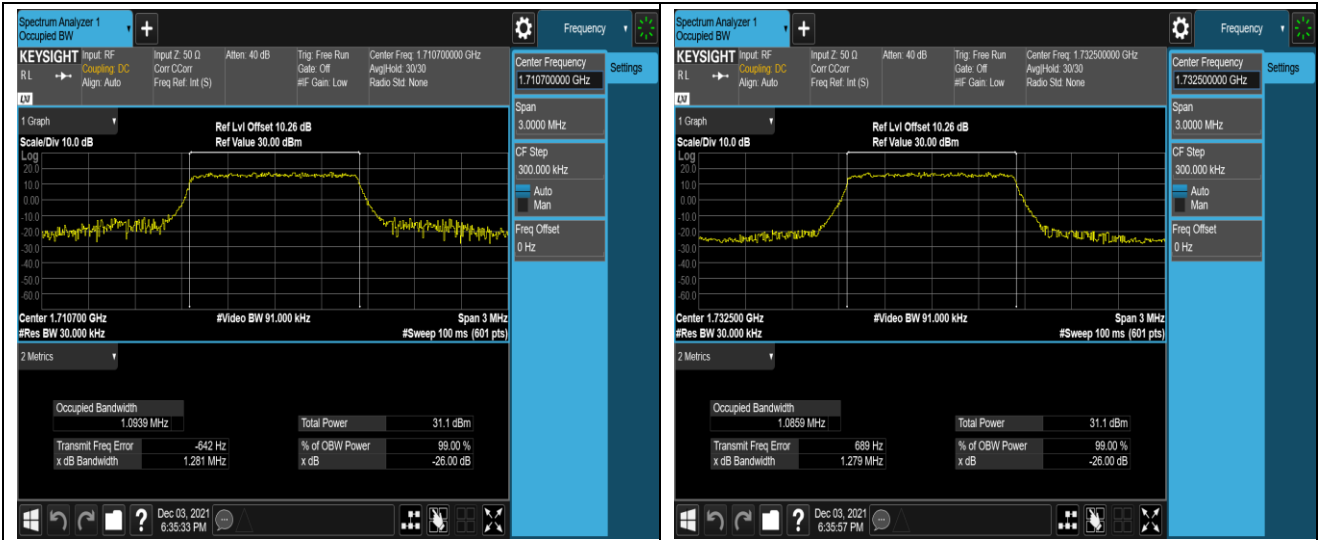 Spectrum Analyzer 1
Occupied BW
+
Frequency
KEYSIGHT Input: RF Input Z: 50 Ω Atten: 40 dB Trig: Free Run Center Freq: 1.710700000 GHz
RL Coupling: DC Corr CCorr Gate: Off Avg|Hold: 30/30
Align: Auto Freq Ref: Int (S) #IF Gain: Low Radio Std: None
LXI
Center Frequency
1.710700000 GHz
Settings
Span
3.0000 MHz
CF Step
300.000 kHz
Auto
Man
Freq Offset
0 Hz
1 Graph
Ref Lvl Offset 10.26 dB
Scale/Div 10.0 dB Ref Value 30.00 dBm
Log
20.0
10.0
0.00
-10.0
-20.0
-30.0
-40.0
-50.0
-60.0
Center 1.710700 GHz #Video BW 91.000 kHz Span 3 MHz
#Res BW 30.000 kHz #Sweep 100 ms (601 pts)
2 Metrics
Occupied Bandwidth
1.0939 MHz Total Power 31.1 dBm
Transmit Freq Error -642 Hz % of OBW Power 99.00 %
x dB Bandwidth 1.281 MHz x dB -26.00 dB
? Dec 03, 2021
6:35:33 PM
Spectrum Analyzer 1
Occupied BW
+
Frequency
KEYSIGHT Input: RF Input Z: 50 Ω Atten: 40 dB Trig: Free Run Center Freq: 1.732500000 GHz
RL Coupling: DC Corr CCorr Gate: Off Avg|Hold: 30/30
Align: Auto Freq Ref: Int (S) #IF Gain: Low Radio Std: None
LXI
Center Frequency
1.732500000 GHz
Settings
Span
3.0000 MHz
CF Step
300.000 kHz
Auto
Man
Freq Offset
0 Hz
1 Graph
Ref Lvl Offset 10.26 dB
Scale/Div 10.0 dB Ref Value 30.00 dBm
Log
20.0
10.0
0.00
-10.0
-20.0
-30.0
-40.0
-50.0
-60.0
Center 1.732500 GHz #Video BW 91.000 kHz Span 3 MHz
#Res BW 30.000 kHz #Sweep 100 ms (601 pts)
2 Metrics
Occupied Bandwidth
1.0859 MHz Total Power 31.1 dBm
Transmit Freq Error 689 Hz % of OBW Power 99.00 %
x dB Bandwidth 1.279 MHz x dB -26.00 dB
? Dec 03, 2021
6:35:57 PM